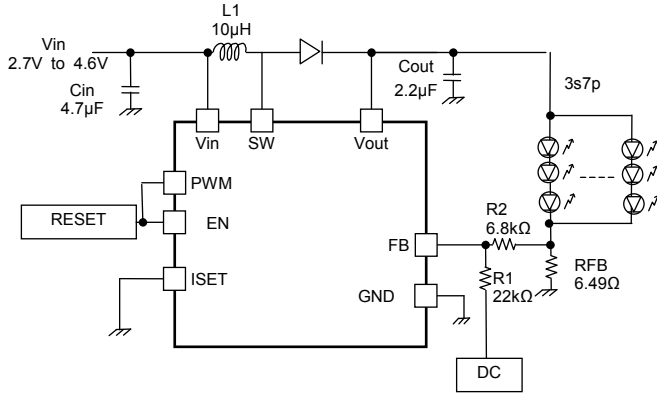 L1
10µH
Vin
2.7V to 4.6V
Cin
4.7µF
Cout
2.2µF
3s7p
Vin
SW
Vout
PWM
RESET
EN
ISET
FB
GND
R2
6.8kΩ
R1
22kΩ
RFB
6.49Ω
DC